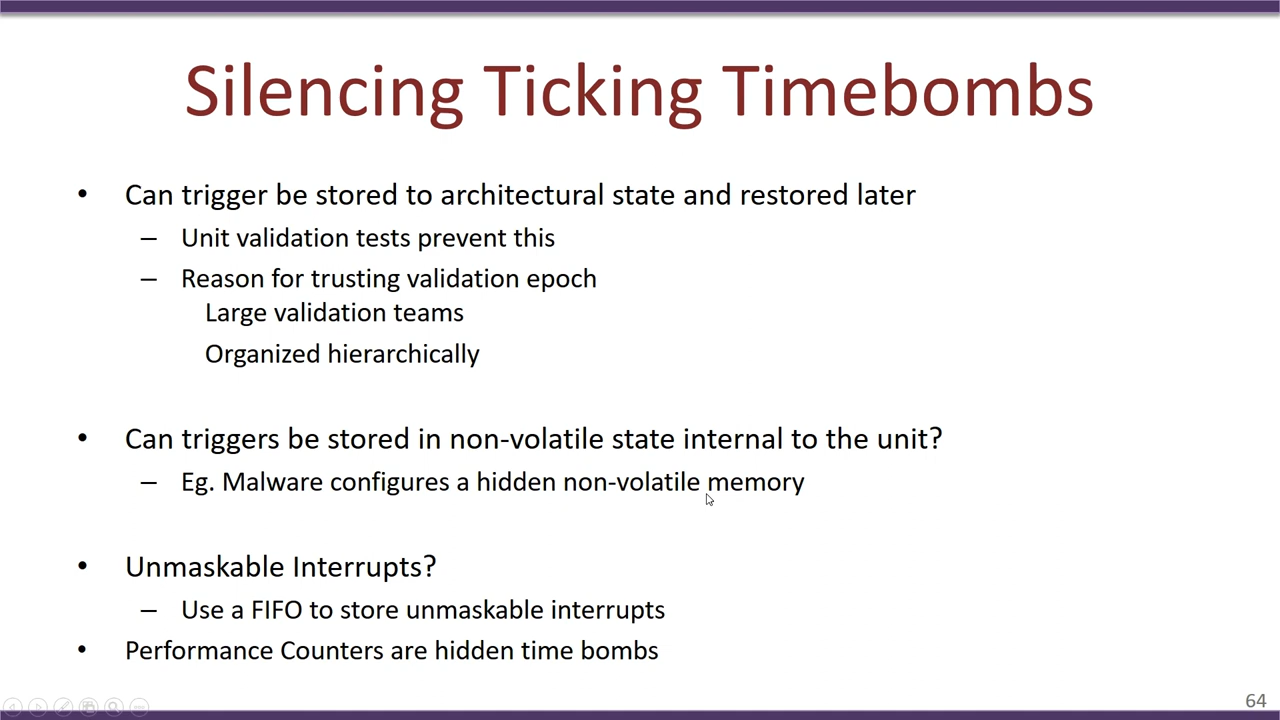 Silencing Ticking Timebombs
• Can trigger be stored to architectural state and restored later
– Unit validation tests prevent this
– Reason for trusting validation epoch
Large validation teams
Organized hierarchically
• Can triggers be stored in non-volatile state internal to the unit?
– Eg. Malware configures a hidden non-volatile memory
• Unmaskable Interrupts?
– Use a FIFO to store unmaskable interrupts
• Performance Counters are hidden time bombs
64